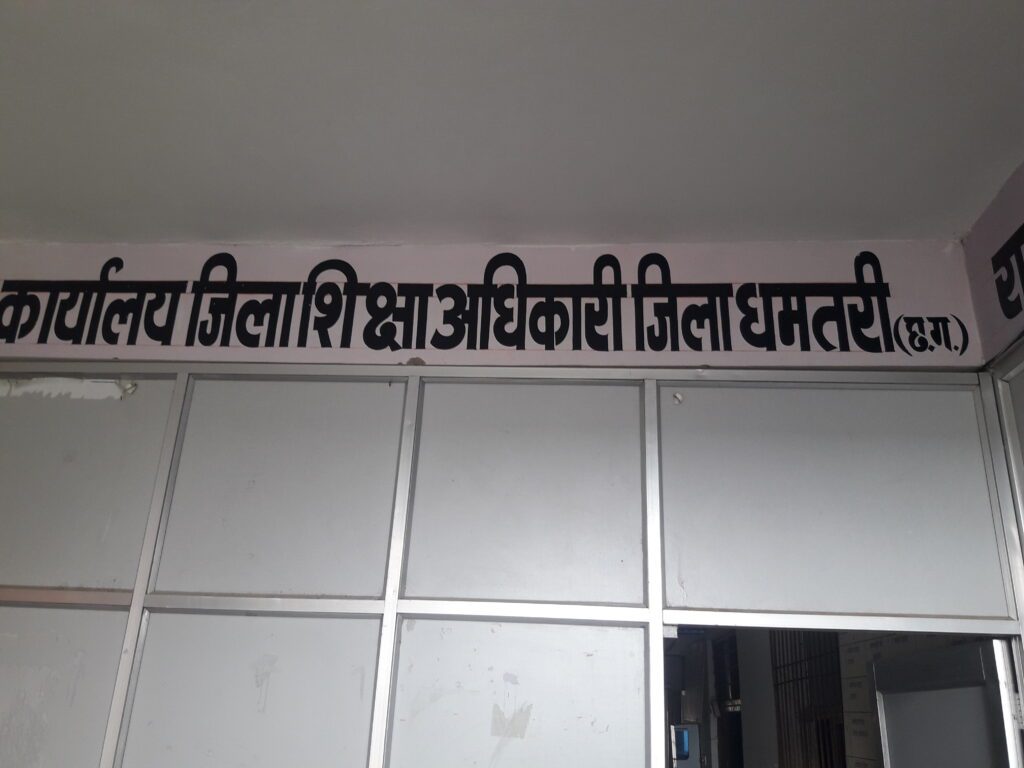 कार्यालय जिला शिक्षा अधिकारी जिला धमतरी (छ.ग.)